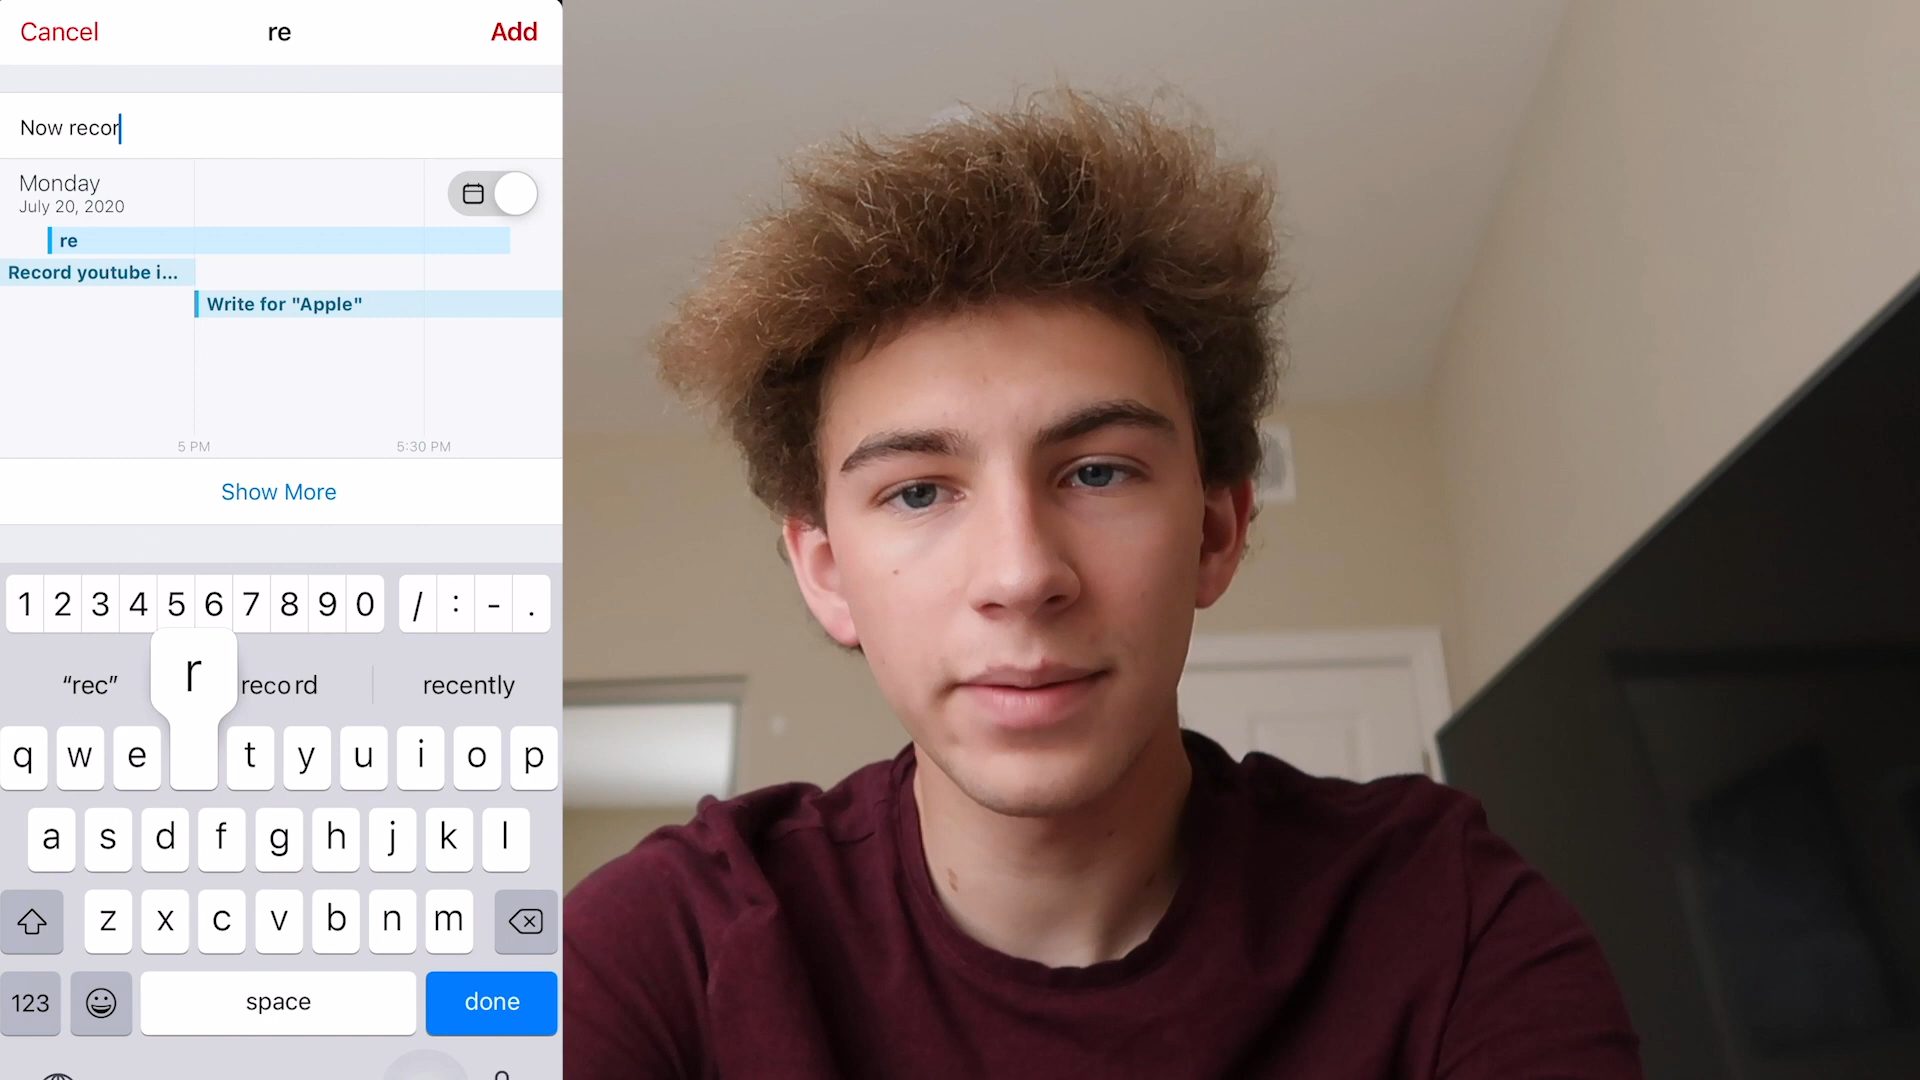 Cancel re Add
Now recor
Monday
July 20, 2020
re
Record youtube i...
Write for "Apple"
5 PM 5:30 PM
Show More
1 2 3 4 5 6 7 8 9 0 / : - .
“rec” r record recently
q w e t y u i o p
a s d f g h j k l
z x c v b n m
123 space done